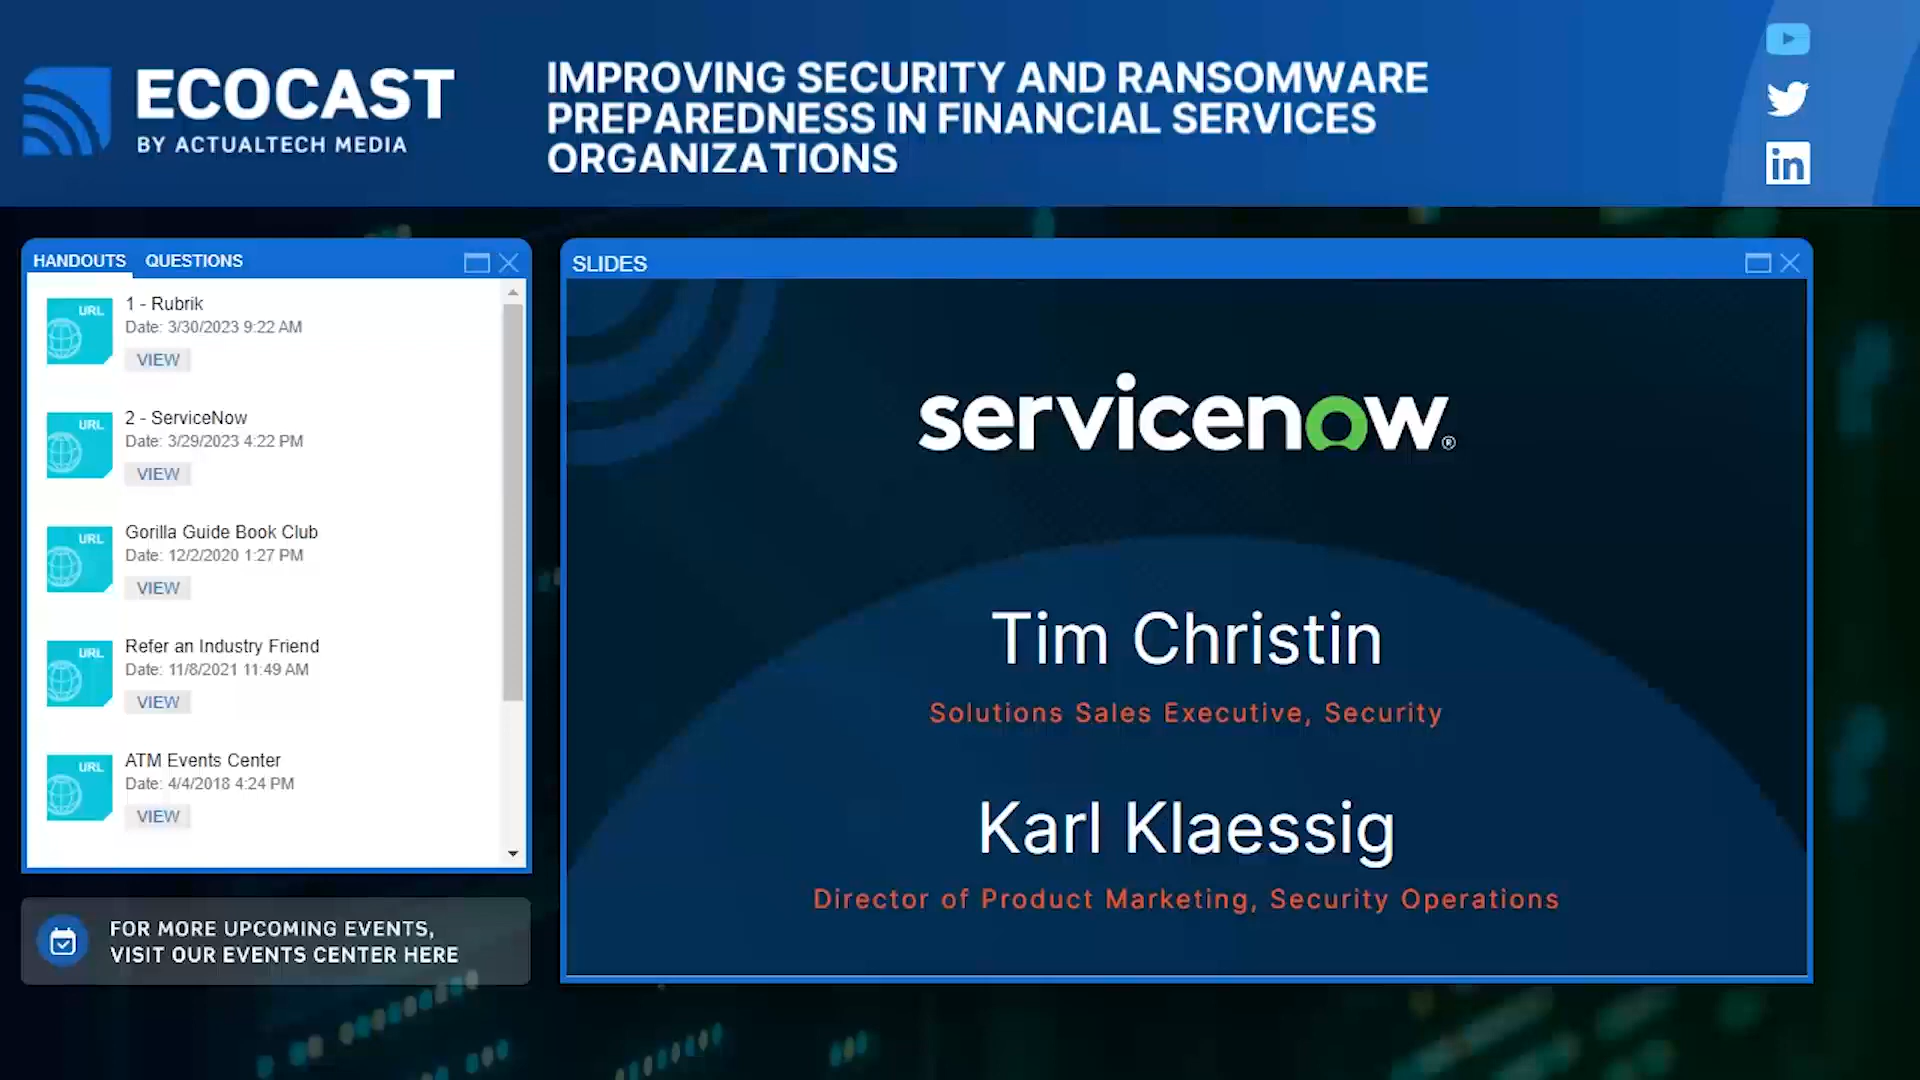 ECOCAST
BY ACTUALTECH MEDIA
IMPROVING SECURITY AND RANSOMWARE
PREPAREDNESS IN FINANCIAL SERVICES
ORGANIZATIONS
in
HANDOUTS QUESTIONS
URL
1 - Rubrik
Date: 3/30/2023 9:22 AM
VIEW
URL
2 - ServiceNow
Date: 3/29/2023 4:22 PM
VIEW
URL
Gorilla Guide Book Club
Date: 12/2/2020 1:27 PM
VIEW
URL
Refer an Industry Friend
Date: 11/8/2021 11:49 AM
VIEW
URL
ATM Events Center
Date: 4/4/2018 4:24 PM
VIEW
FOR MORE UPCOMING EVENTS,
VISIT OUR EVENTS CENTER HERE
SLIDES
servicenow®
Tim Christin
Solutions Sales Executive, Security
Karl Klaessig
Director of Product Marketing, Security Operations